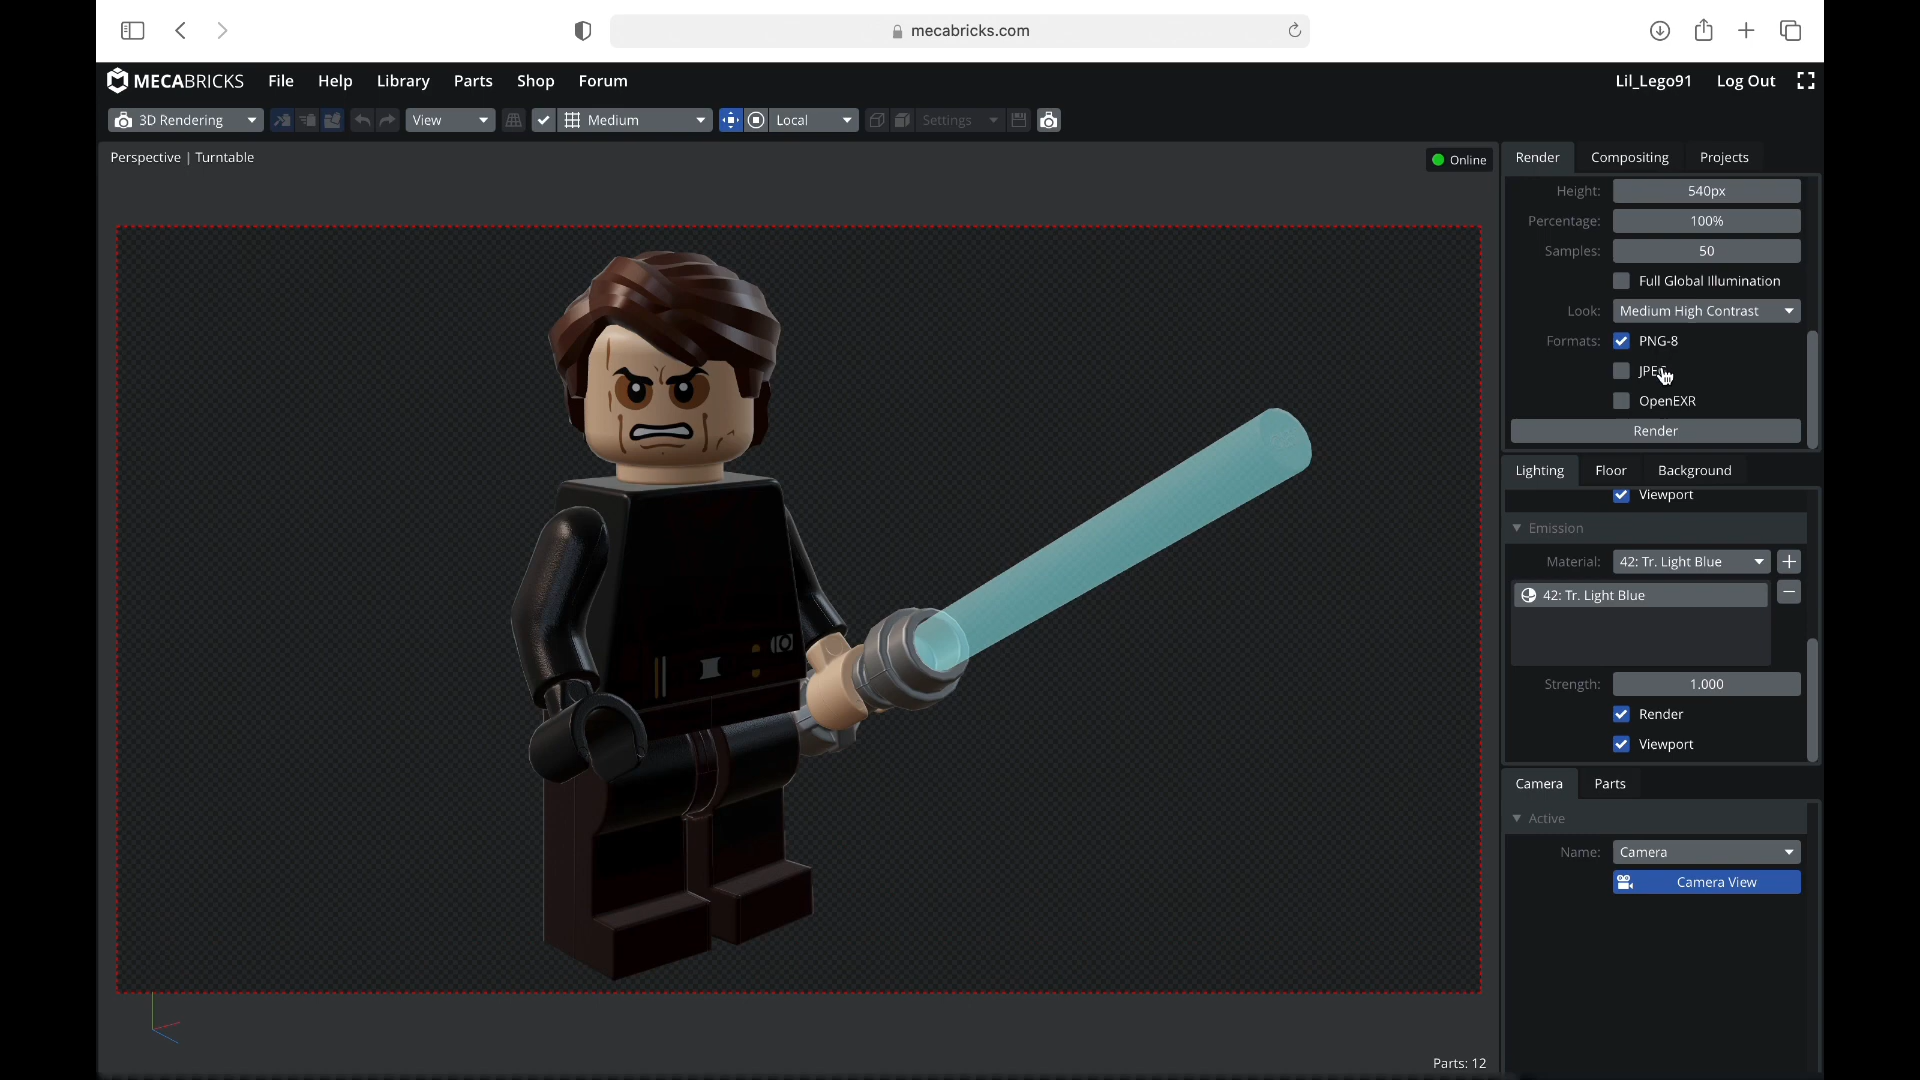 mecabricks.com
MECABRICKS File Help Library Parts Shop Forum Lil_Lego91 Log Out
3D Rendering View Medium Local Settings
Perspective | Turntable
Online
Render Compositing Projects
Height: 540px
Percentage: 100%
Samples: 50
Full Global Illumination
Look: Medium High Contrast
Formats: PNG-8
JPEG
OpenEXR
Render
Lighting Floor Background
Viewport
Emission
Material: 42: Tr. Light Blue
42: Tr. Light Blue
Strength: 1.000
Render
Viewport
Camera Parts
Active
Name: Camera
Camera View
Parts: 12